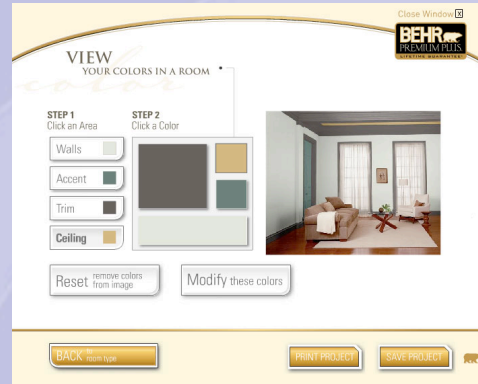 Close Window X
BEHR
PREMIUM PLUS
LIFETIME GUARANTEE
VIEW
YOUR COLORS IN A ROOM
color
STEP 1
Click an Area
STEP 2
Click a Color
Walls
Accent
Trim
Ceiling
Reset remove colors
from image
Modify these colors
BACK to
room type
PRINT PROJECT
SAVE PROJECT